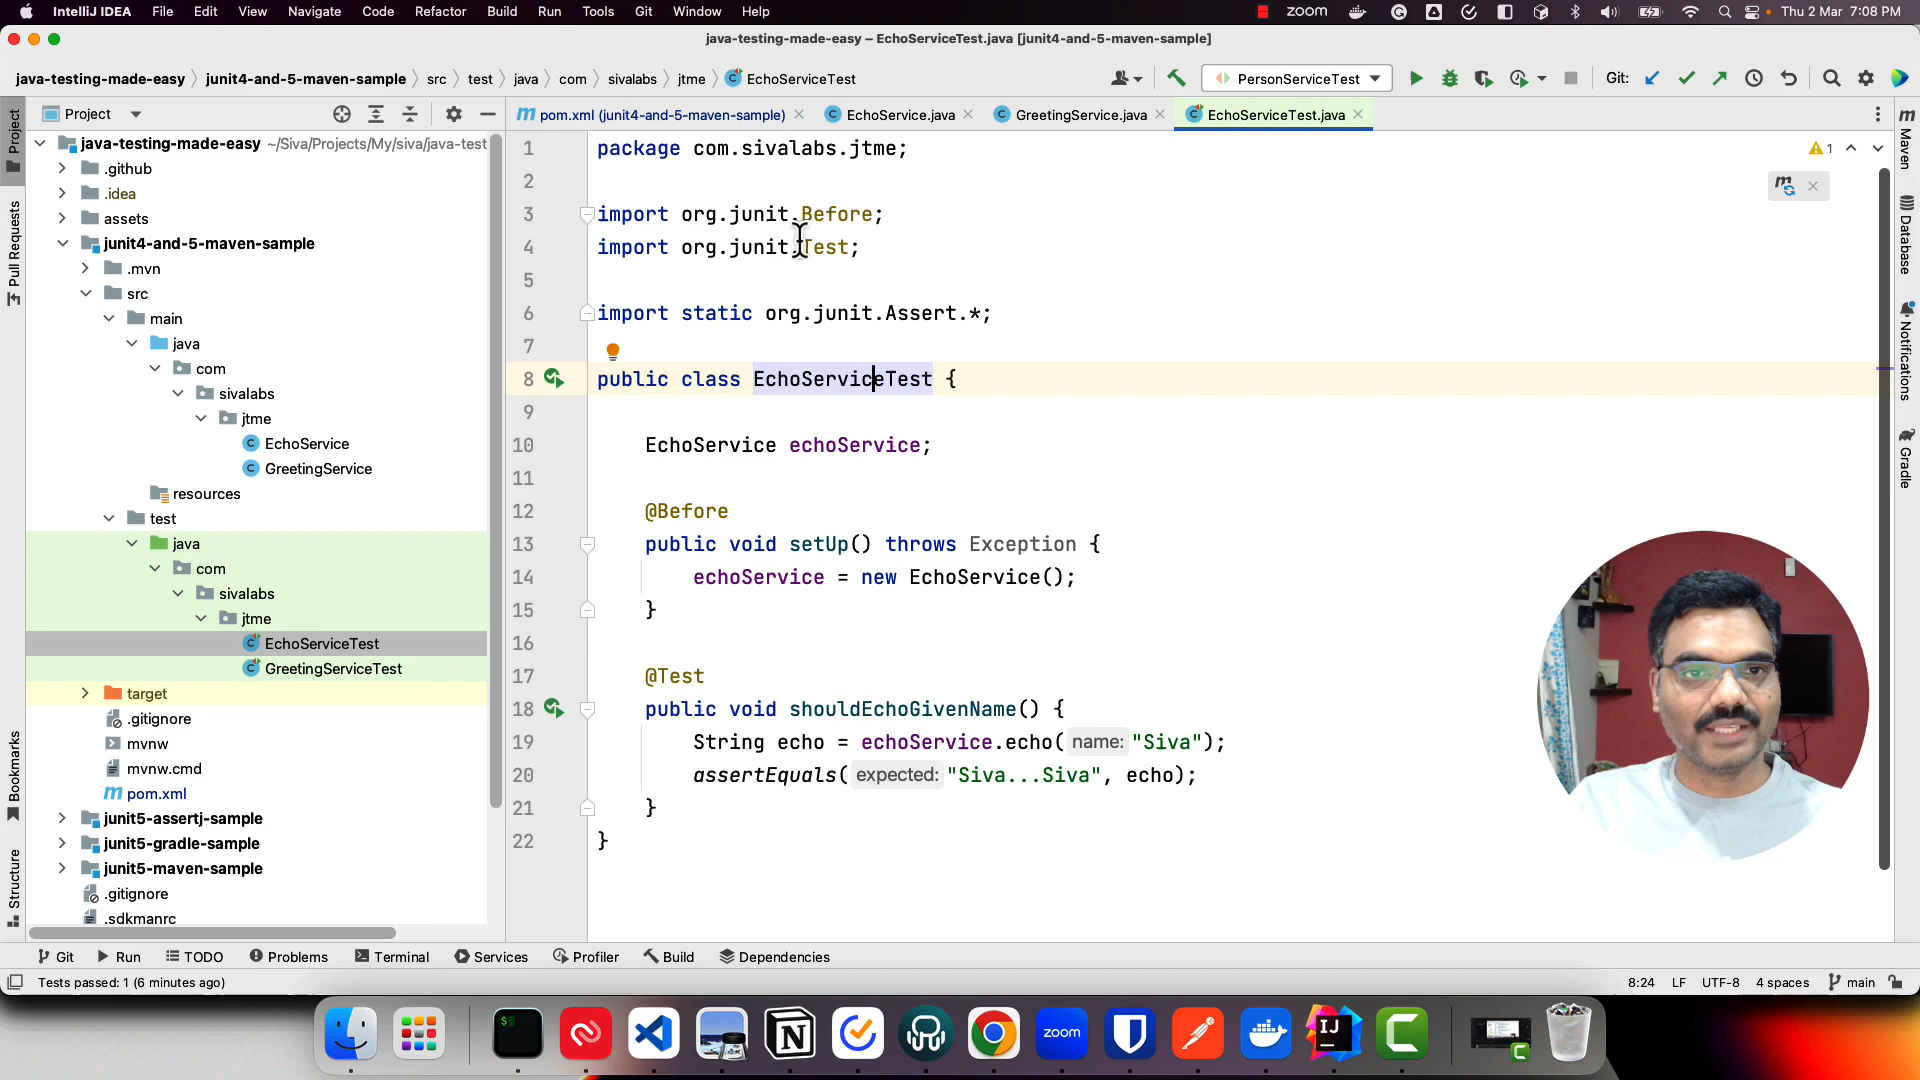 IntelliJ IDEA File Edit View Navigate Code Refactor Build Run Tools Git Window Help zoom Thu 2 Mar 7:08 PM
java-testing-made-easy – EchoServiceTest.java [junit4-and-5-maven-sample]
java-testing-made-easy junit4-and-5-maven-sample src test java com sivalabs jtme EchoServiceTest PersonServiceTest Git:
Project
pom.xml (junit4-and-5-maven-sample) EchoService.java GreetingService.java EchoServiceTest.java
Project
Pull Requests
Bookmarks
Structure
java-testing-made-easy ~/Siva/Projects/My/siva/java-test
.github
.idea
assets
junit4-and-5-maven-sample
.mvn
src
main
java
com
sivalabs
jtme
EchoService
GreetingService
resources
test
java
com
sivalabs
jtme
EchoServiceTest
GreetingServiceTest
target
.gitignore
mvnw
mvnw.cmd
pom.xml
junit5-assertj-sample
junit5-gradle-sample
junit5-maven-sample
.gitignore
.sdkmanrc
1 package com.sivalabs.jtme;
2
3 import org.junit.Before;
4 import org.junit.Test;
5
6 import static org.junit.Assert.*;
7
8 public class EchoServiceTest {
9
10 EchoService echoService;
11
12 @Before
13 public void setUp() throws Exception {
14 echoService = new EchoService();
15 }
16
17 @Test
18 public void shouldEchoGivenName() {
19 String echo = echoService.echo( name: "Siva");
20 assertEquals( expected: "Siva...Siva", echo);
21 }
22 }
1
Maven
Database
Notifications
Gradle
Git Run TODO Problems Terminal Services Profiler Build Dependencies
Tests passed: 1 (6 minutes ago) 8:24 LF UTF-8 4 spaces main
zoom
IJ